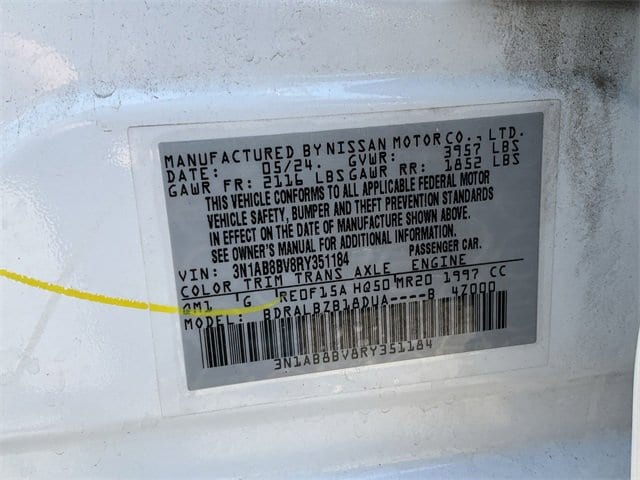 MANUFACTURED BY NISSAN MOTOR CO., LTD.
DATE: 05/24. GVWR: 3957 LBS
GAWR FR: 2116 LBS GAWR RR: 1852 LBS
THIS VEHICLE CONFORMS TO ALL APPLICABLE FEDERAL MOTOR
VEHICLE SAFETY, BUMPER AND THEFT PREVENTION STANDARDS
IN EFFECT ON THE DATE OF MANUFACTURE SHOWN ABOVE.
SEE OWNER'S MANUAL FOR ADDITIONAL INFORMATION.
VIN: 3N1AB8BV8RY351184 PASSENGER CAR.
COLOR TRIM TRANS AXLE ENGINE
QM1 G RE0F15A HQ50 MR20 1997 CC
MODEL: BDRALBZB18DUA----B 4Z000
3N1AB8BV8RY351184